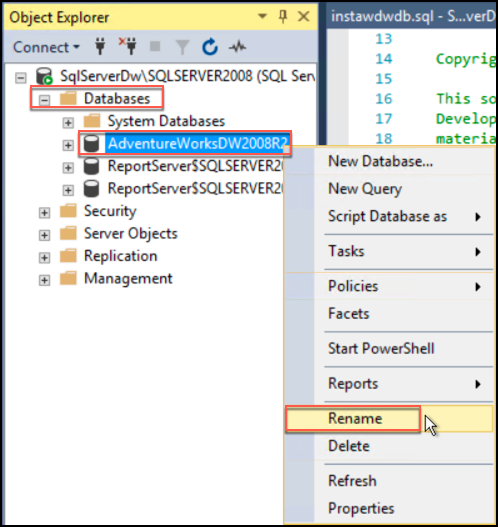 Object Explorer
instawdwdb.sql - S...verD
Connect
SqlServerDw\SQLSERVER2008 (SQL Ser
Databases
System Databases
AdventureWorksDW2008R2
ReportServer$SQLSERVER20
ReportServer$SQLSERVER20
Security
Server Objects
Replication
Management
13
14 Copyrig
15
16 This so
17 Develop
18 materia
New Database...
New Query
Script Database as
Tasks
Policies
Facets
Start PowerShell
Reports
Rename
Delete
Refresh
Properties